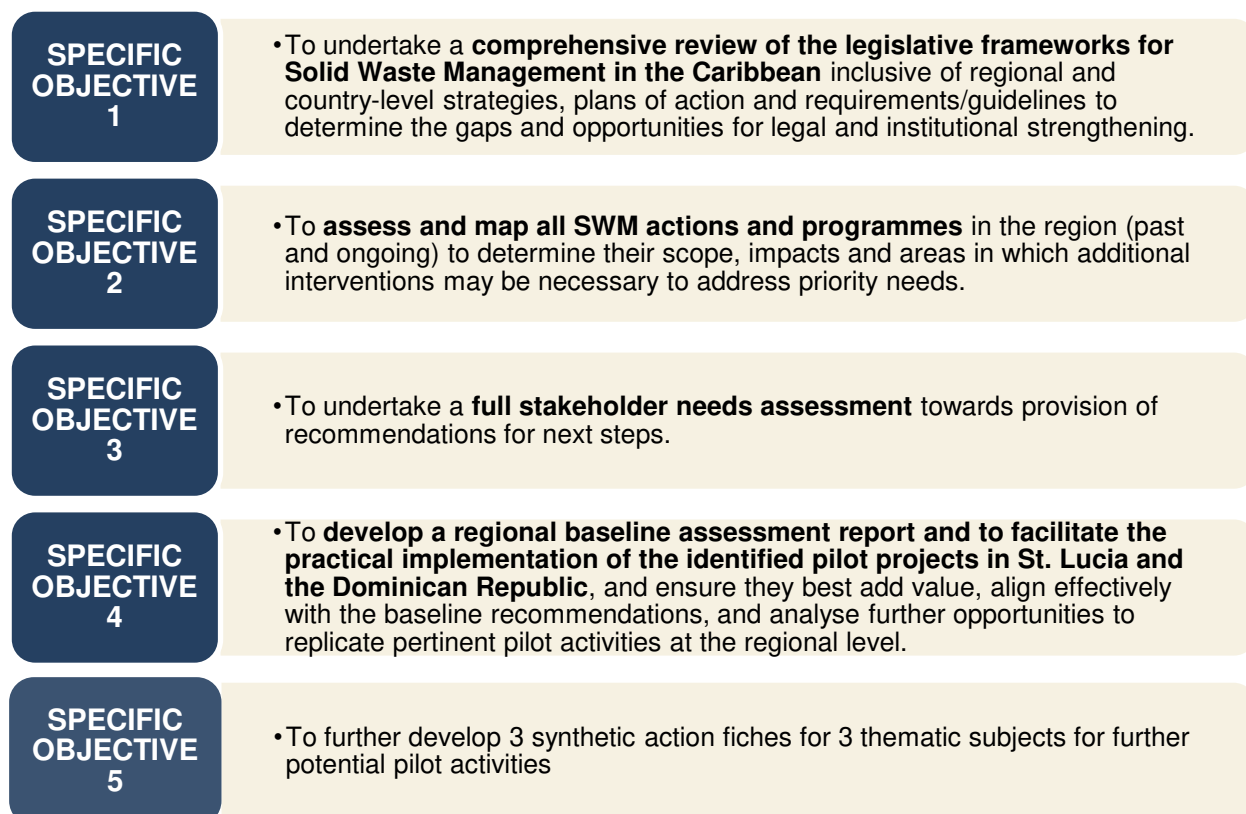 SPECIFIC
OBJECTIVE
1
•To undertake a comprehensive review of the legislative frameworks for
Solid Waste Management in the Caribbean inclusive of regional and
country-level strategies, plans of action and requirements/guidelines to
determine the gaps and opportunities for legal and institutional strengthening.
SPECIFIC
OBJECTIVE
2
•To assess and map all SWM actions and programmes in the region (past
and ongoing) to determine their scope, impacts and areas in which additional
interventions may be necessary to address priority needs.
SPECIFIC
OBJECTIVE
3
•To undertake a full stakeholder needs assessment towards provision of
recommendations for next steps.
SPECIFIC
OBJECTIVE
4
•To develop a regional baseline assessment report and to facilitate the
practical implementation of the identified pilot projects in St. Lucia and
the Dominican Republic, and ensure they best add value, align effectively
with the baseline recommendations, and analyse further opportunities to
replicate pertinent pilot activities at the regional level.
SPECIFIC
OBJECTIVE
5
•To further develop 3 synthetic action fiches for 3 thematic subjects for further
potential pilot activities